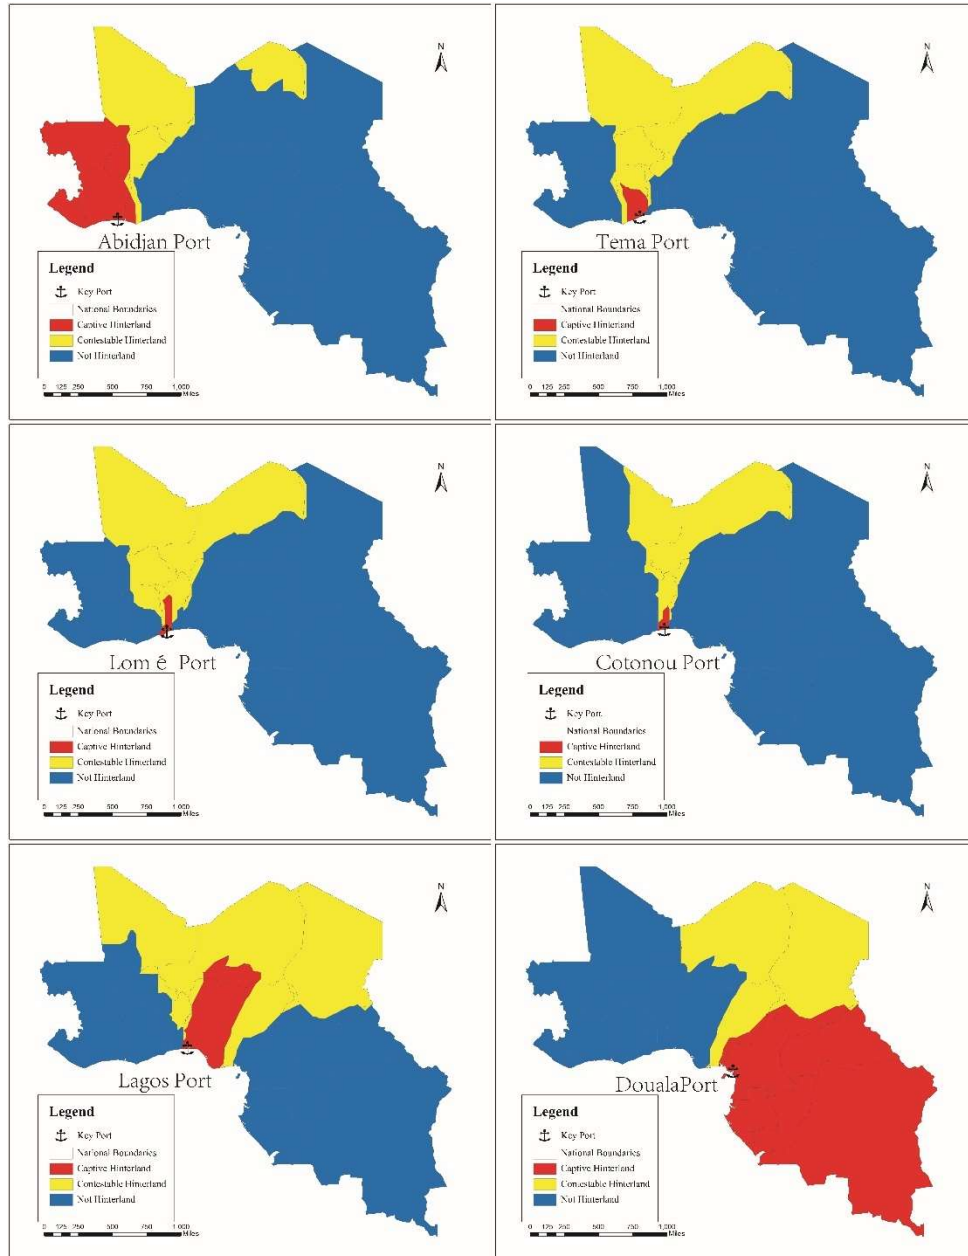 N
Abidjan Port
Legend
Key Port
National Boundaries
Captive Hinterland
Contestable Hinterland
Not Hinterland
0 125 250 500 750 1,000
Miles
N
Tema Port
Legend
Key Port
National Boundaries
Captive Hinterland
Contestable Hinterland
Not Hinterland
0 125 250 500 750 1,000
Miles
N
Lom é Port
Legend
Key Port
National Boundaries
Captive Hinterland
Contestable Hinterland
Not Hinterland
0 125 250 500 750 1,000
Miles
N
Cotonou Port
Legend
Key Port
National Boundaries
Captive Hinterland
Contestable Hinterland
Not Hinterland
0 125 250 500 750 1,000
Miles
N
Lagos Port
Legend
Key Port
National Boundaries
Captive Hinterland
Contestable Hinterland
Not Hinterland
0 125 250 500 750 1,000
Miles
N
DoualaPort
Legend
Key Port
National Boundaries
Captive Hinterland
Contestable Hinterland
Not Hinterland
0 125 250 500 750 1,000
Miles